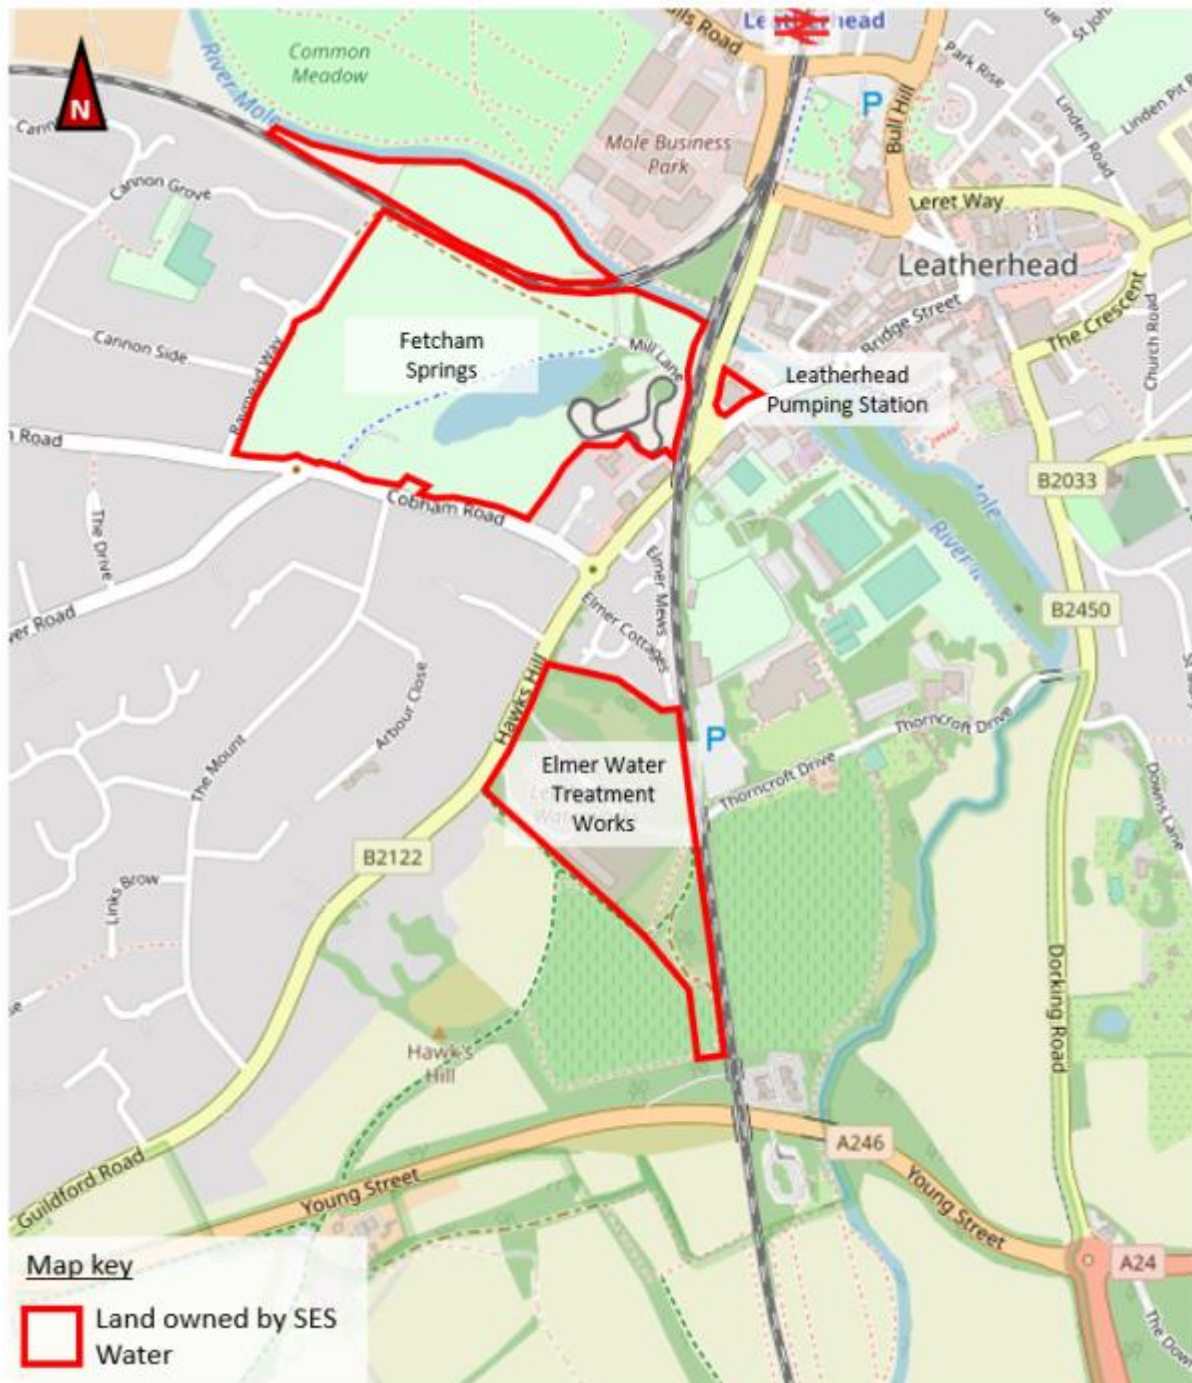 Leatherhead
Common
Meadow
River Mole
N
Park Rise
Linden Road
Bull Hill
P
Mole Business
Park
Cannon Grove
Leret Way
Leatherhead
Bridge Street
The Crescent
Church Road
Cannon Side
Fetcham
Springs
Mill Lane
Leatherhead
Pumping Station
Cobham Road
B2033
River
Mole
The Drive
Elmer Mews
Elmer Cottages
B2450
Hawks Hill
Arbour Close
The Mount
P
Thorncroft Drive
Thorncroft Drive
Elmer Water
Treatment
Works
Downs Lane
B2122
Links Brow
Dorking Road
Hawk's
Hill
A246
Guildford Road
Young Street
Young Street
A24
Map key
Land owned by SES
Water